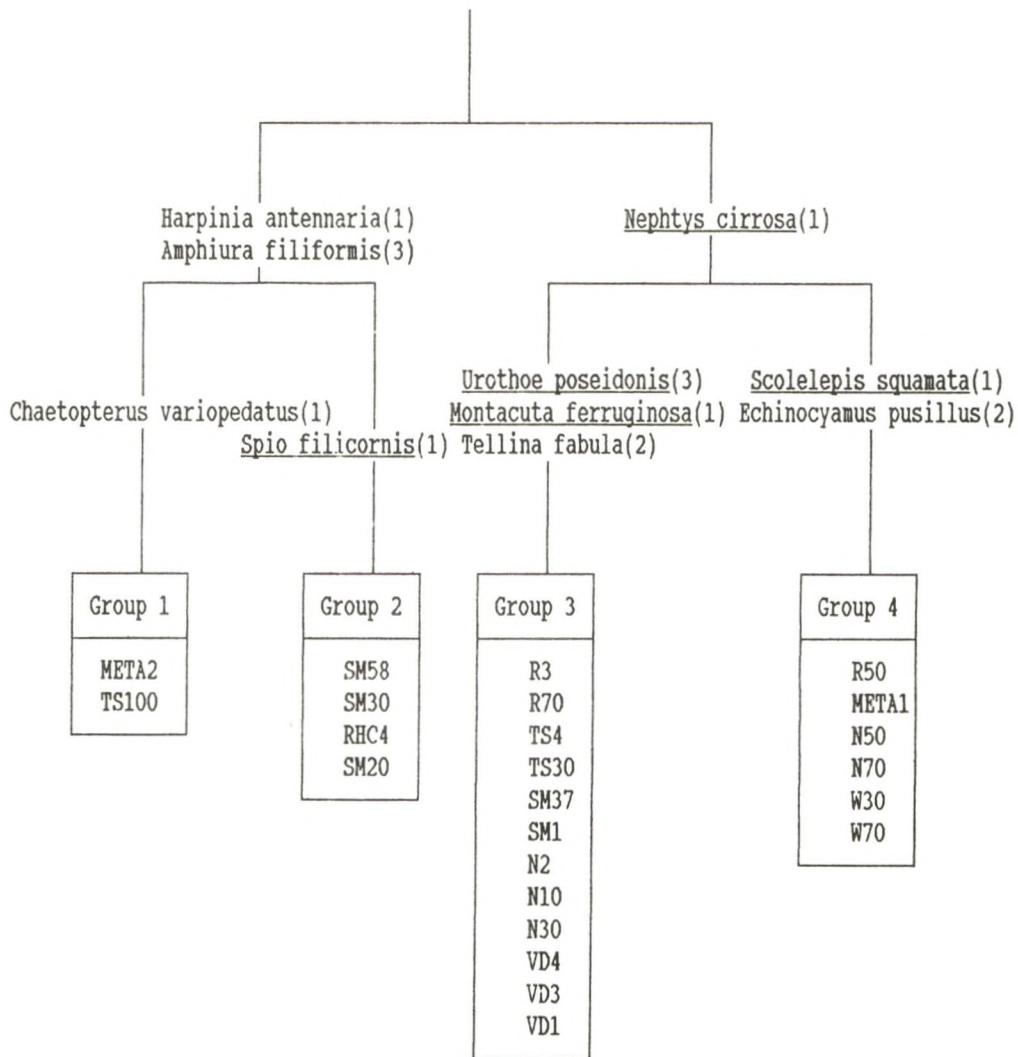 Harpinia antennaria(1)
Amphiura filiformis(3)
Nephtys cirrosa(1)
Chaetopterus variopedatus(1)
Spio filicornis(1)
Urothoe poseidonis(3)
Montacuta ferruginosa(1)
Tellina fabula(2)
Scolelepis squamata(1)
Echinocyamus pusillus(2)
Group 1
META2
TS100
Group 2
SM58
SM30
RHC4
SM20
Group 3
R3
R70
TS4
TS30
SM37
SM1
N2
N10
N30
VD4
VD3
VD1
Group 4
R50
META1
N50
N70
W30
W70